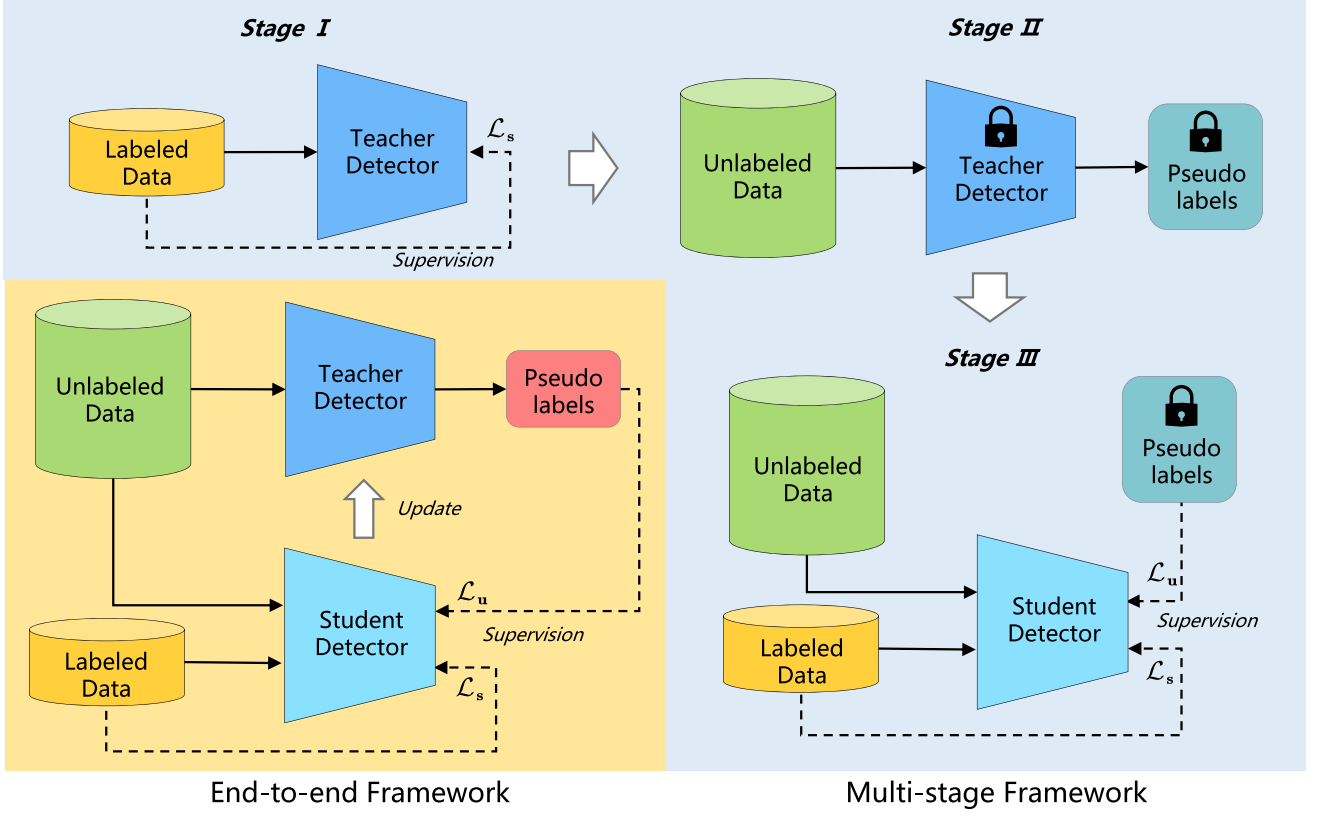 Stage Ⅰ
Labeled
Data
Teacher
Detector
ℒs
Supervision
Stage Ⅱ
Unlabeled
Data
Teacher
Detector
Pseudo
labels
Unlabeled
Data
Teacher
Detector
Pseudo
labels
Update
Student
Detector
ℒu
Supervision
Labeled
Data
ℒs
End-to-end Framework
Stage Ⅲ
Unlabeled
Data
Pseudo
labels
Student
Detector
ℒu
Supervision
Labeled
Data
ℒs
Multi-stage Framework